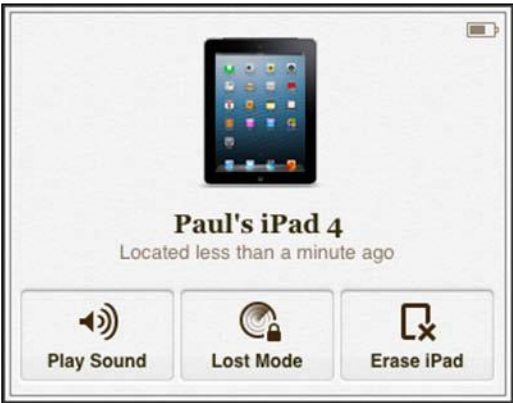 Paul's iPad 4
Located less than a minute ago
Play Sound Lost Mode Erase iPad